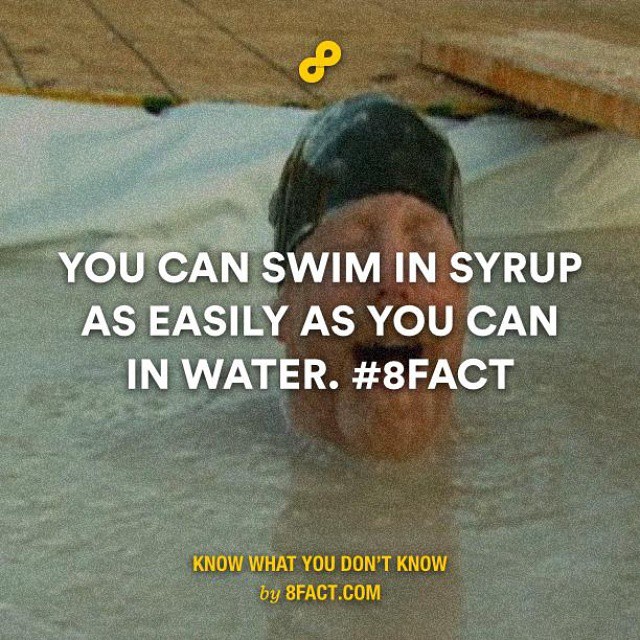 YOU CAN SWIM IN SYRUP
AS EASILY AS YOU CAN
IN WATER. #8FACT
KNOW WHAT YOU DON'T KNOW
by 8FACT.COM